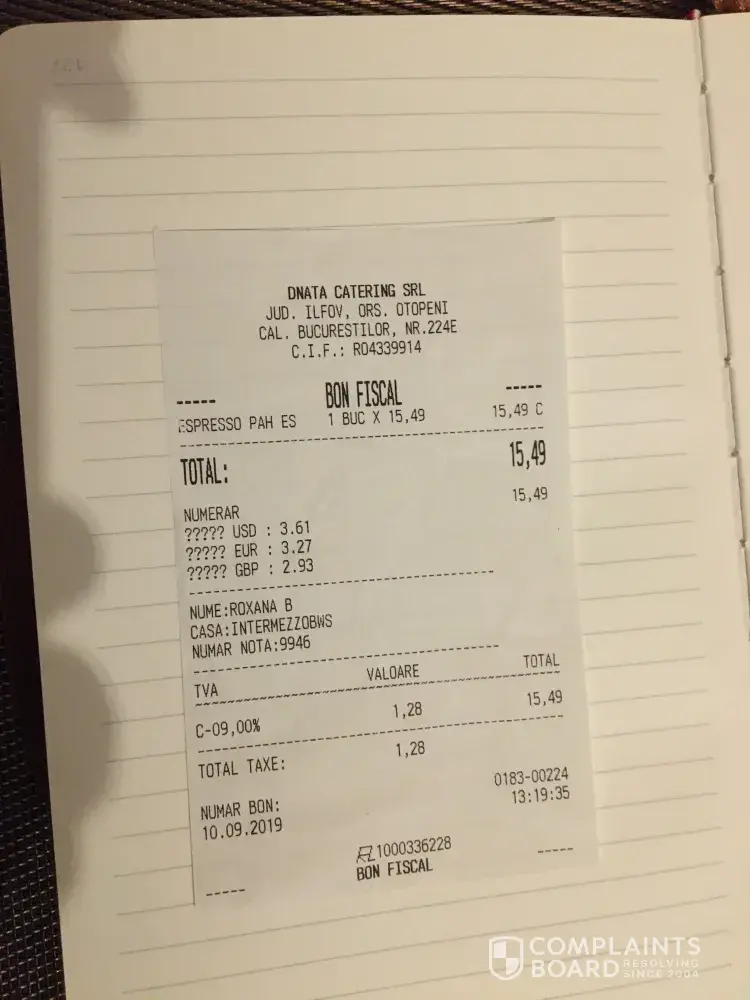 DNATA CATERING SRL
JUD. ILFOV, ORS. OTOPENI
CAL. BUCURESTILOR, NR.224E
C.I.F.: RO4339914
----- BON FISCAL -----
ESPRESSO PAH ES 1 BUC X 15,49 15,49 C
TOTAL: 15,49
NUMERAR 15,49
????? USD : 3.61
????? EUR : 3.27
????? GBP : 2.93
NUME:ROXANA B
CASA:INTERMEZZOBWS
NUMAR NOTA:9946
TVA VALOARE TOTAL
C-09,00% 1,28 15,49
TOTAL TAXE: 1,28
NUMAR BON: 0183-00224
10.09.2019 13:19:35
1000336228
----- BON FISCAL -----
COMPLAINTS
BOARD RESOLVING
SINCE 2004